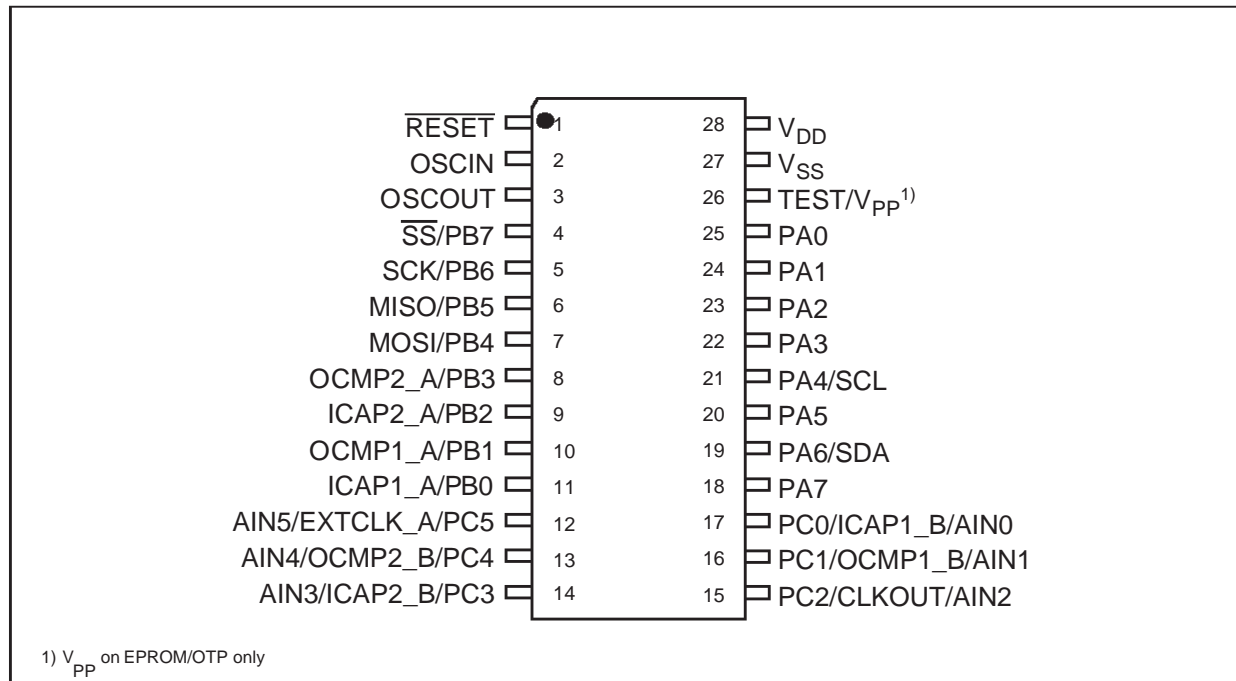 RESET 1 28 VDD
OSCIN 2 27 VSS
OSCOUT 3 26 TEST/VPP1)
SS/PB7 4 25 PA0
SCK/PB6 5 24 PA1
MISO/PB5 6 23 PA2
MOSI/PB4 7 22 PA3
OCMP2_A/PB3 8 21 PA4/SCL
ICAP2_A/PB2 9 20 PA5
OCMP1_A/PB1 10 19 PA6/SDA
ICAP1_A/PB0 11 18 PA7
AIN5/EXTCLK_A/PC5 12 17 PC0/ICAP1_B/AIN0
AIN4/OCMP2_B/PC4 13 16 PC1/OCMP1_B/AIN1
AIN3/ICAP2_B/PC3 14 15 PC2/CLKOUT/AIN2
1) VPP on EPROM/OTP only